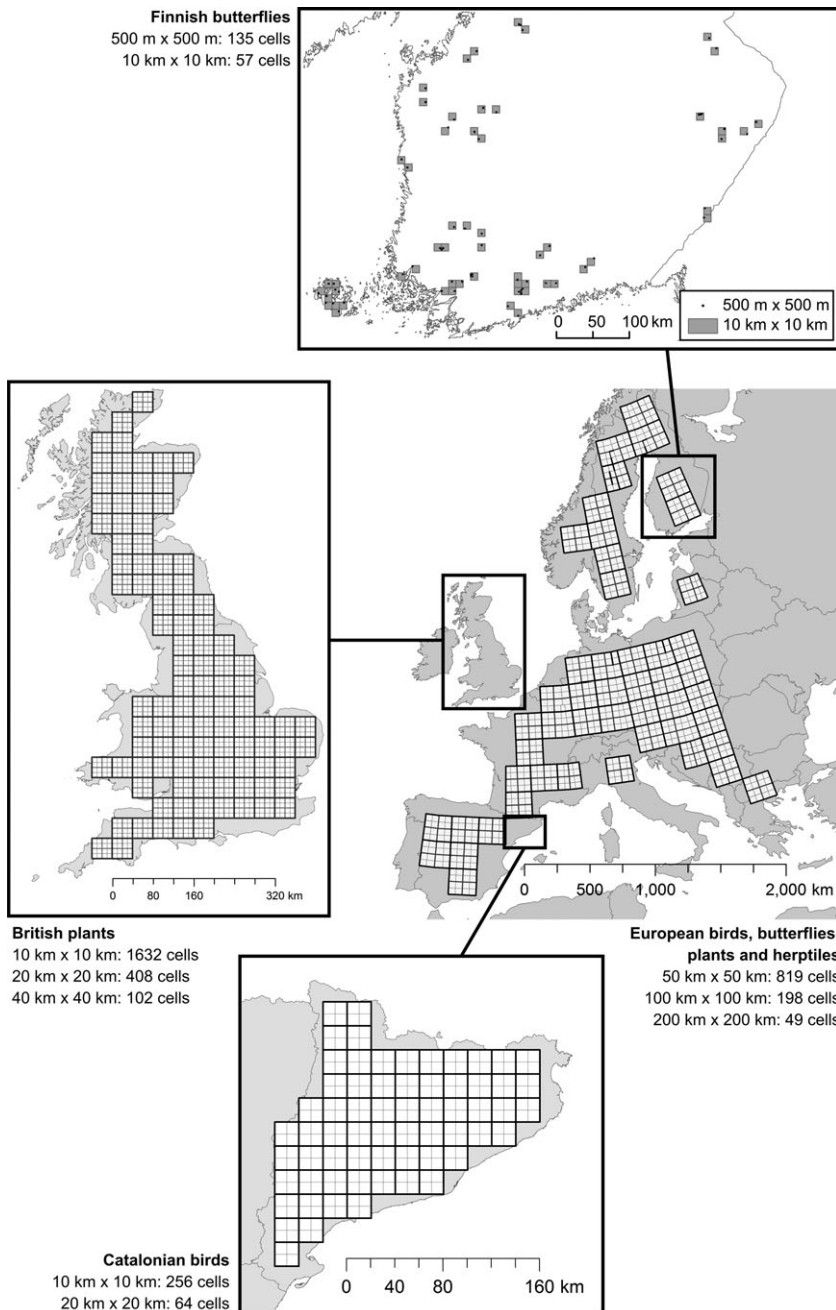 Finnish butterflies
500 m x 500 m: 135 cells
10 km x 10 km: 57 cells
500 m x 500 m
10 km x 10 km
0 50 100 km
0 80 160 320 km
0 500 1,000 2,000 km
British plants
10 km x 10 km: 1632 cells
20 km x 20 km: 408 cells
40 km x 40 km: 102 cells
European birds, butterflies
plants and herptiles
50 km x 50 km: 819 cells
100 km x 100 km: 198 cells
200 km x 200 km: 49 cells
Catalonian birds
10 km x 10 km: 256 cells
20 km x 20 km: 64 cells
0 40 80 160 km